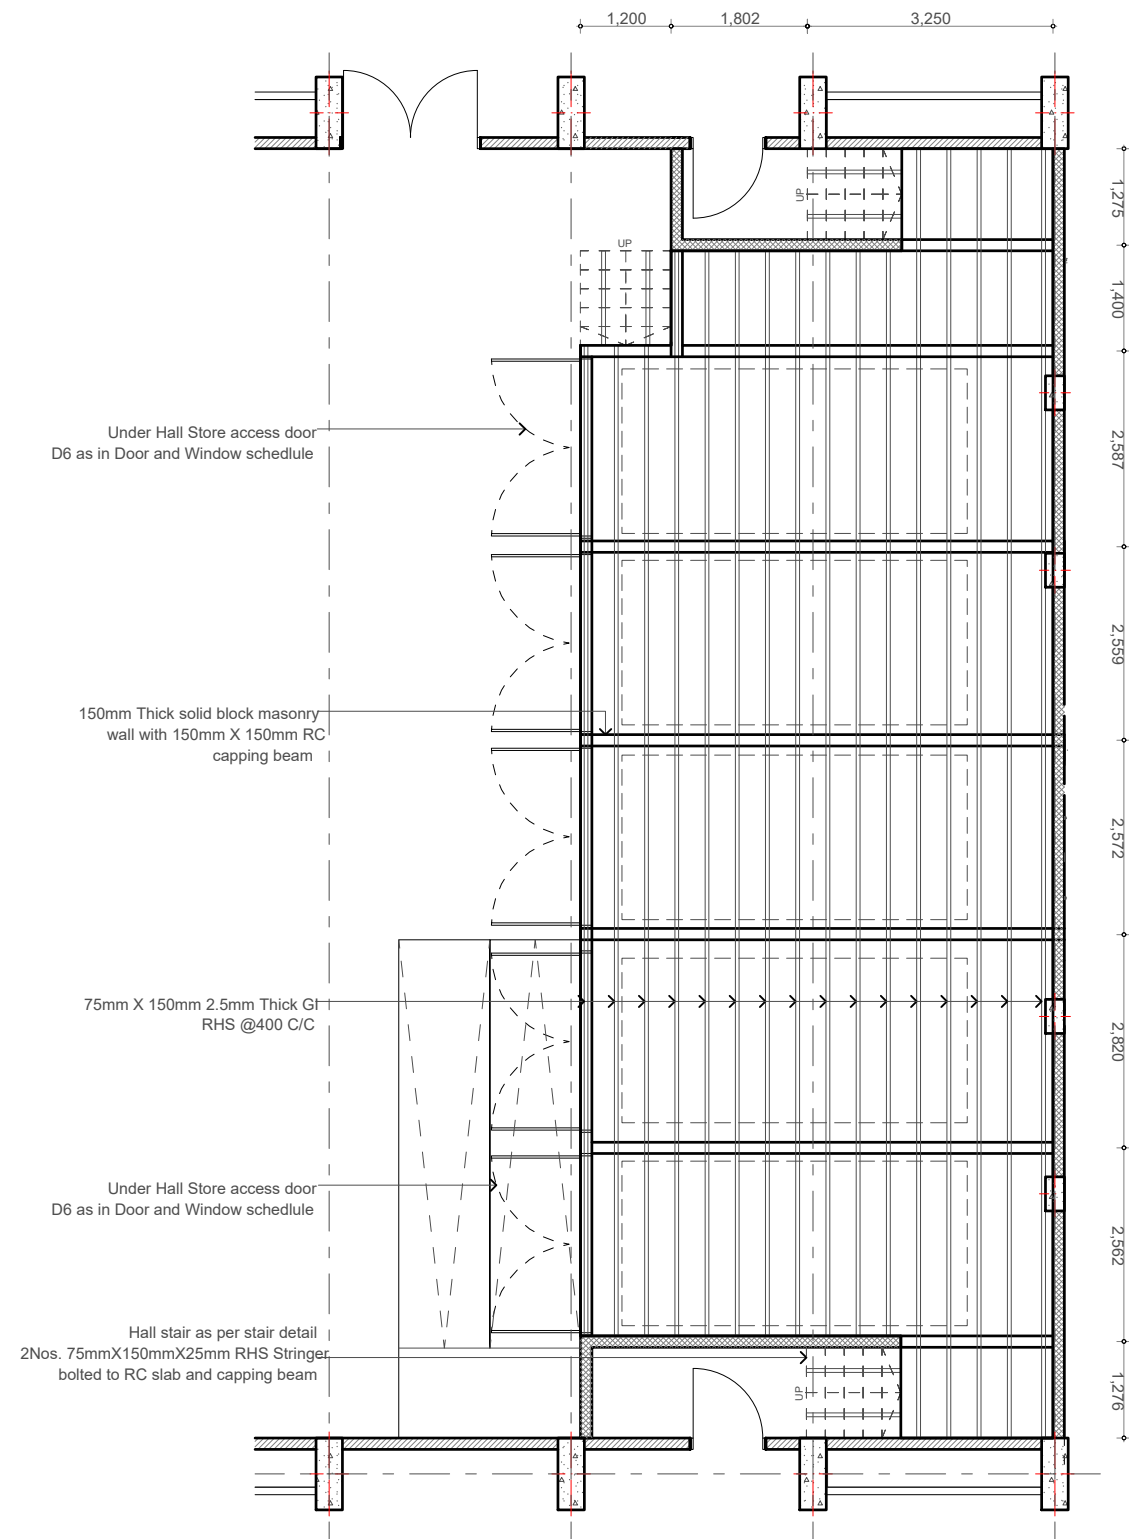 1,200
1,802
3,250
1,275
UP
UP
1,400
2,587
Under Hall Store access door
D6 as in Door and Window schedlule
2,559
150mm Thick solid block masonry
wall with 150mm X 150mm RC
capping beam
2,572
75mm X 150mm 2.5mm Thick GI
RHS @400 C/C
2,820
Under Hall Store access door
D6 as in Door and Window schedlule
2,562
Hall stair as per stair detail
2Nos. 75mmX150mmX25mm RHS Stringer
bolted to RC slab and capping beam
UP
1,276